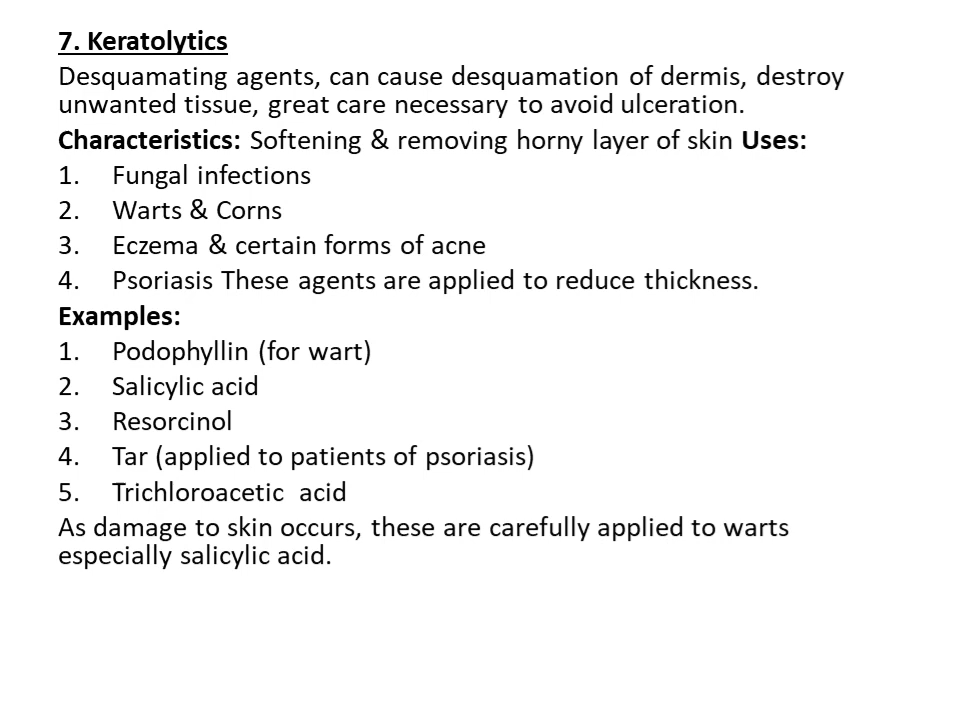 7. Keratolytics
Desquamating agents, can cause desquamation of dermis, destroy
unwanted tissue, great care necessary to avoid ulceration.
Characteristics: Softening & removing horny layer of skin Uses:
1. Fungal infections
2. Warts & Corns
3. Eczema & certain forms of acne
4. Psoriasis These agents are applied to reduce thickness.
Examples:
1. Podophyllin (for wart)
2. Salicylic acid
3. Resorcinol
4. Tar (applied to patients of psoriasis)
5. Trichloroacetic  acid
As damage to skin occurs, these are carefully applied to warts
especially salicylic acid.